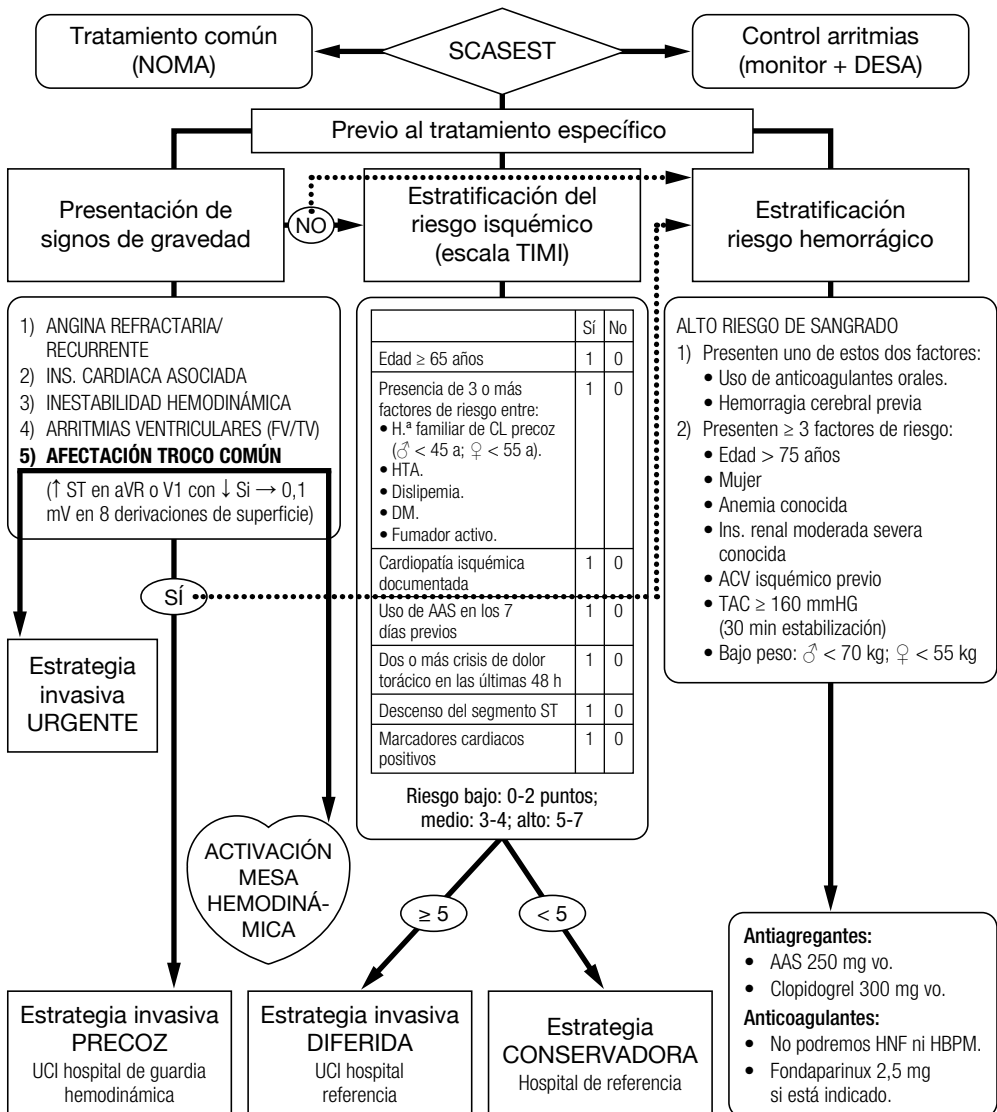 Tratamiento común
(NOMA)
SCASEST
Control arritmias
(monitor + DESA)
Previo al tratamiento específico
Presentación de
signos de gravedad
NO
Estratificación del
riesgo isquémico
(escala TIMI)
Estratificación
riesgo hemorrágico
1) ANGINA REFRACTARIA/
RECURRENTE
2) INS. CARDIACA ASOCIADA
3) INESTABILIDAD HEMODINÁMICA
4) ARRITMIAS VENTRICULARES (FV/TV)
5) AFECTACIÓN TROCO COMÚN
(↑ ST en aVR o V1 con ↓ Si → 0,1
mV en 8 derivaciones de superficie)
SÍ
Estrategia
invasiva
URGENTE
ACTIVACIÓN
MESA
HEMODINÁ-
MICA
Sí No
Edad ≥ 65 años 1 0
Presencia de 3 o más 1 0
factores de riesgo entre:
• H.ª familiar de CL precoz
(♂ < 45 a; ♀ < 55 a).
• HTA.
• Dislipemia.
• DM.
• Fumador activo.
Cardiopatía isquémica 1 0
documentada
Uso de AAS en los 7 1 0
días previos
Dos o más crisis de dolor 1 0
torácico en las últimas 48 h
Descenso del segmento ST 1 0
Marcadores cardiacos 1 0
positivos
Riesgo bajo: 0-2 puntos;
medio: 3-4; alto: 5-7
≥ 5
< 5
ALTO RIESGO DE SANGRADO
1) Presenten uno de estos dos factores:
• Uso de anticoagulantes orales.
• Hemorragia cerebral previa
2) Presenten ≥ 3 factores de riesgo:
• Edad > 75 años
• Mujer
• Anemia conocida
• Ins. renal moderada severa
conocida
• ACV isquémico previo
• TAC ≥ 160 mmHG
(30 min estabilización)
• Bajo peso: ♂ < 70 kg; ♀ < 55 kg
Estrategia invasiva
PRECOZ
UCI hospital de guardia
hemodinámica
Estrategia invasiva
DIFERIDA
UCI hospital
referencia
Estrategia
CONSERVADORA
Hospital de referencia
Antiagregantes:
• AAS 250 mg vo.
• Clopidogrel 300 mg vo.
Anticoagulantes:
• No podremos HNF ni HBPM.
• Fondaparinux 2,5 mg
si está indicado.